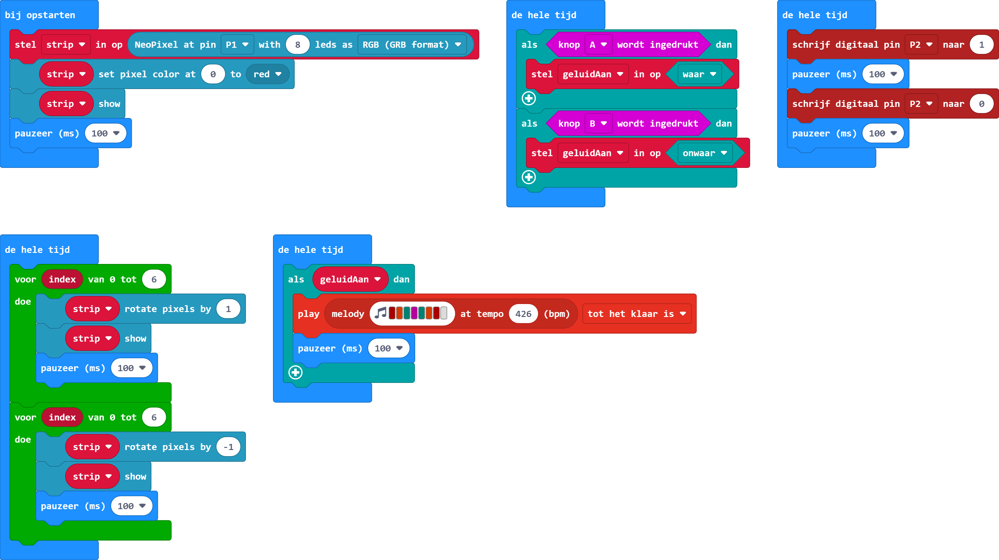 bij opstarten
stel strip in op NeoPixel at pin P1 with 8 leds as RGB (GRB format)
strip set pixel color at 0 to red
strip show
pauzeer (ms) 100
de hele tijd
als knop A wordt ingedrukt dan
stel geluidAan in op waar
als knop B wordt ingedrukt dan
stel geluidAan in op onwaar
de hele tijd
schrijf digitaal pin P2 naar 1
pauzeer (ms) 100
schrijf digitaal pin P2 naar 0
pauzeer (ms) 100
de hele tijd
voor index van 0 tot 6
doe
strip rotate pixels by 1
strip show
pauzeer (ms) 100
voor index van 0 tot 6
doe
strip rotate pixels by -1
strip show
pauzeer (ms) 100
de hele tijd
als geluidAan dan
play melody at tempo 426 (bpm) tot het klaar is
pauzeer (ms) 100